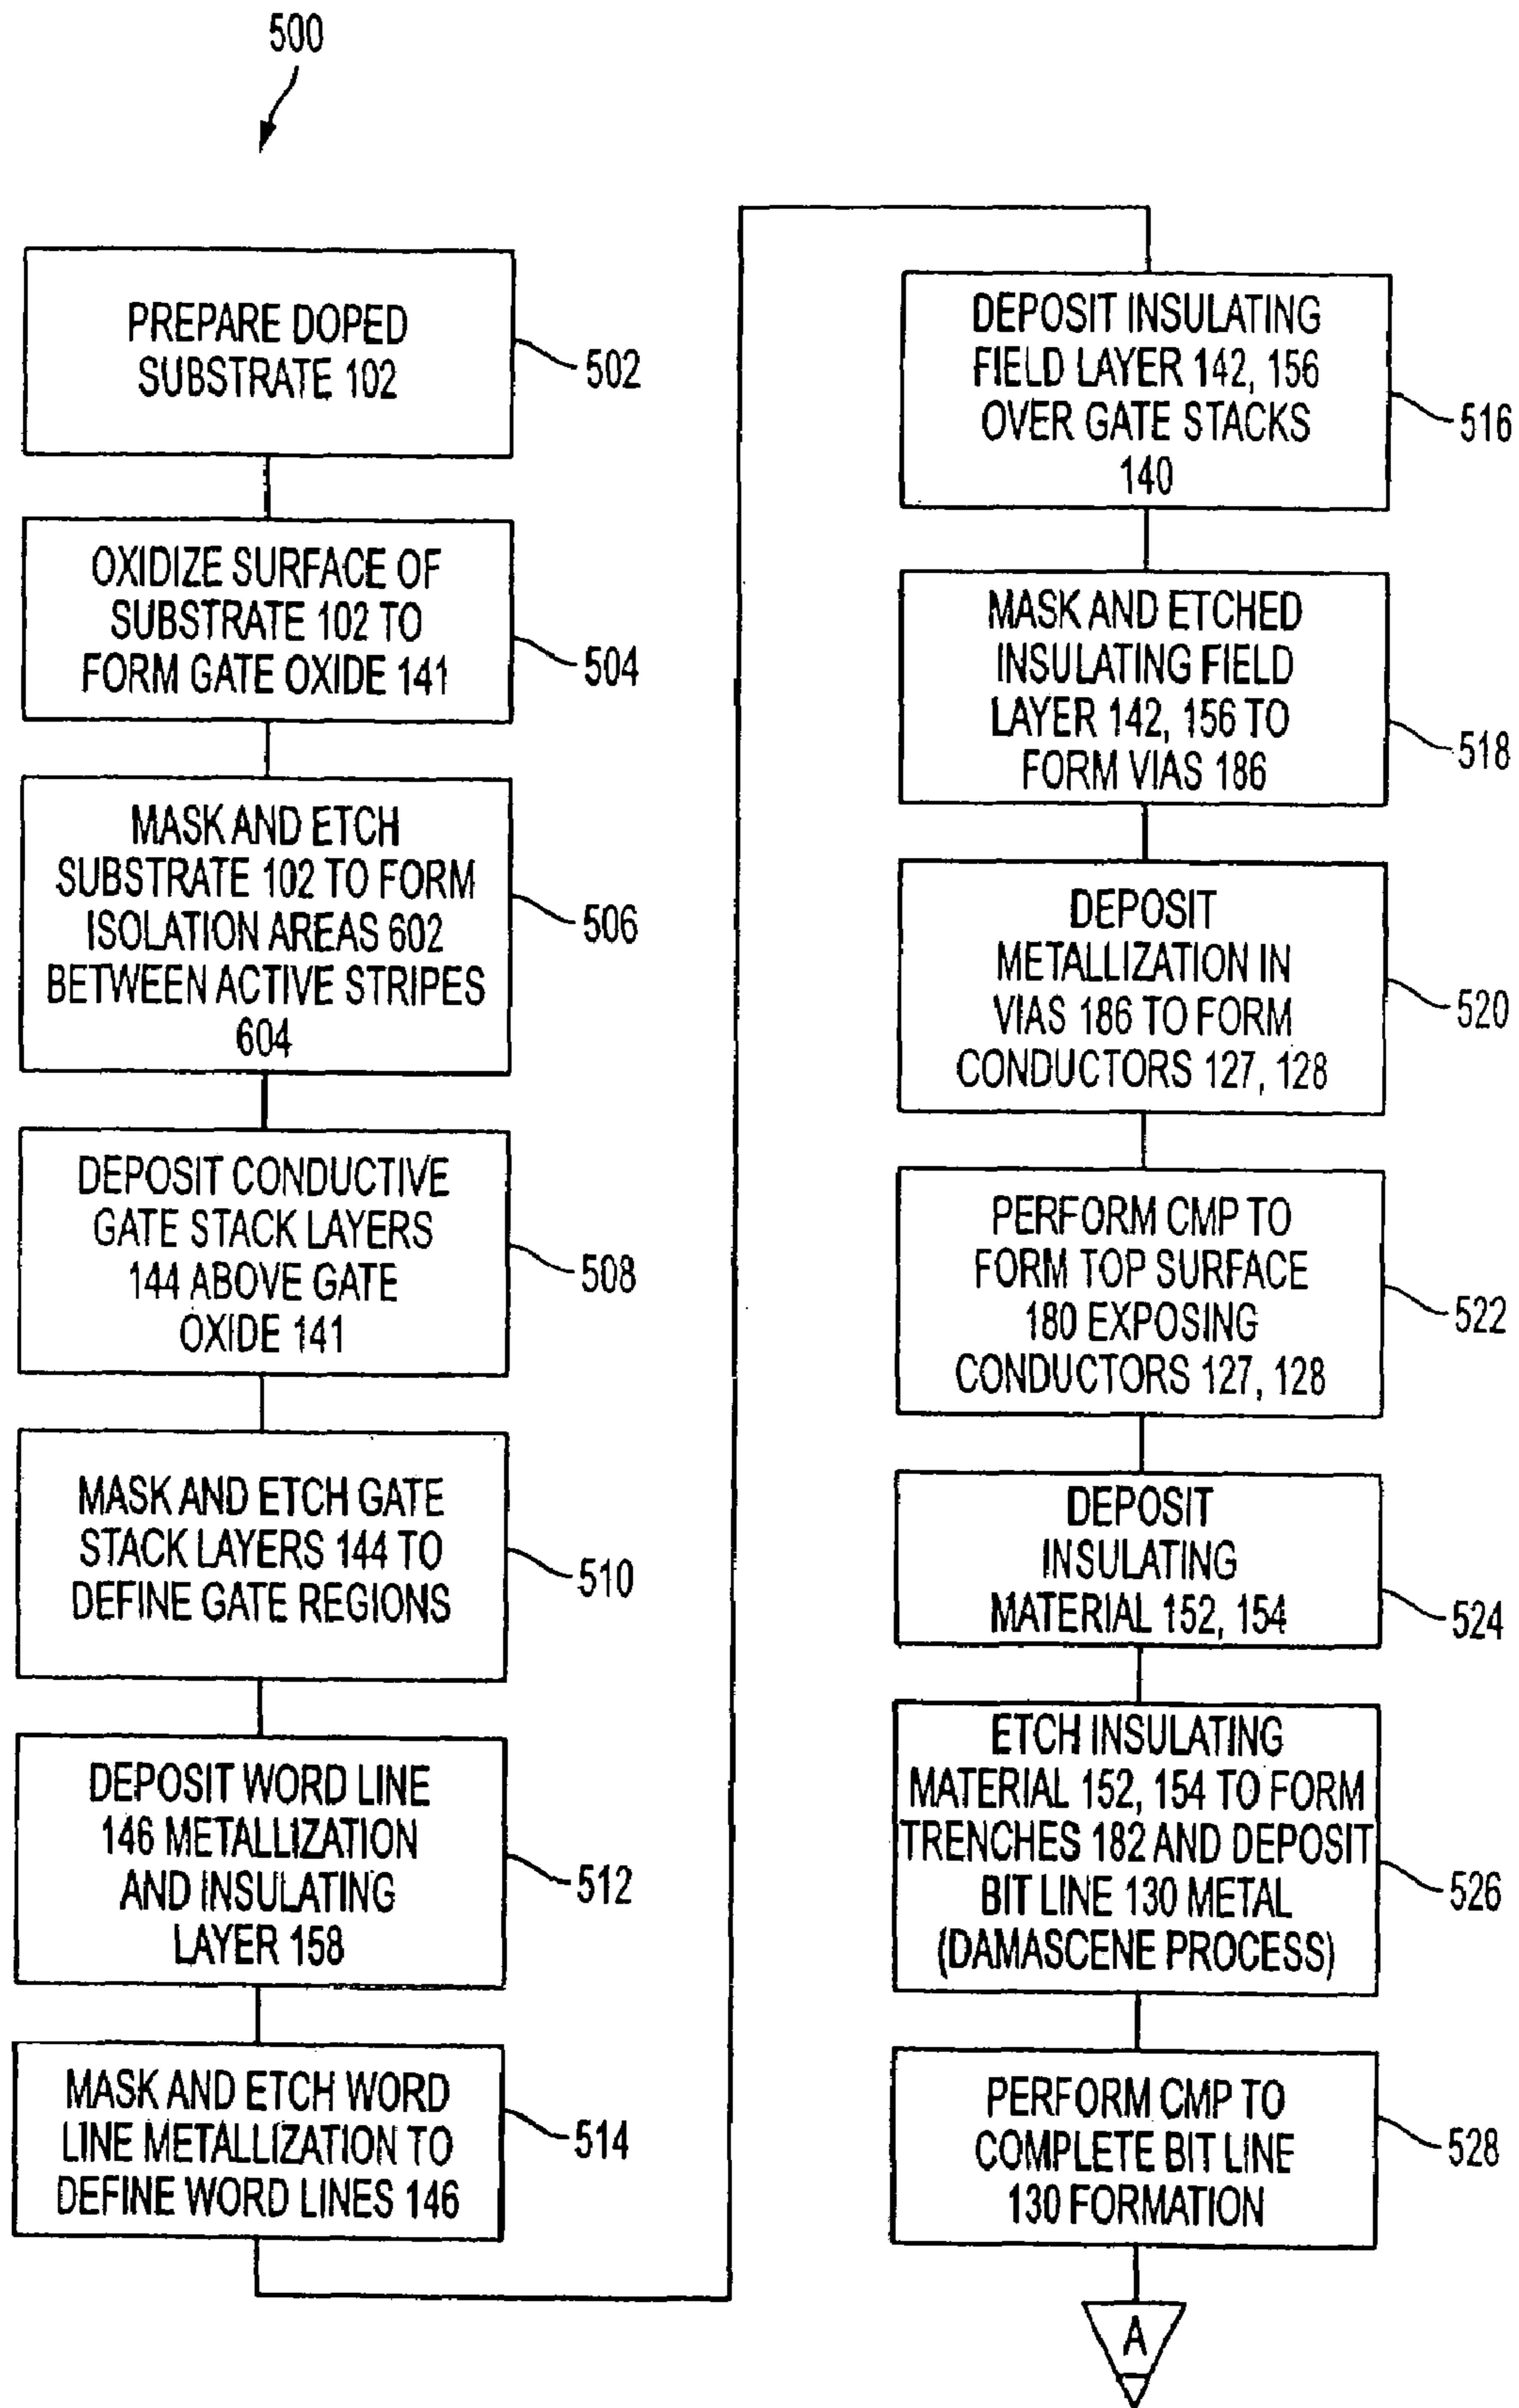 500
PREPARE DOPED
SUBSTRATE 102
502
OXIDIZE SURFACE OF
SUBSTRATE 102 TO
FORM GATE OXIDE 141
504
MASK AND ETCH
SUBSTRATE 102 TO FORM
ISOLATION AREAS 602
BETWEEN ACTIVE STRIPES
604
506
DEPOSIT CONDUCTIVE
GATE STACK LAYERS
144 ABOVE GATE
OXIDE 141
508
MASK AND ETCH GATE
STACK LAYERS 144 TO
DEFINE GATE REGIONS
510
DEPOSIT WORD LINE
146 METALLIZATION
AND INSULATING
LAYER 158
512
MASK AND ETCH WORD
LINE METALLIZATION TO
DEFINE WORD LINES 146
514
DEPOSIT INSULATING
FIELD LAYER 142, 156
OVER GATE STACKS
140
516
MASK AND ETCHED
INSULATING FIELD
LAYER 142, 156 TO
FORM VIAS 186
518
DEPOSIT
METALLIZATION IN
VIAS 186 TO FORM
CONDUCTORS 127, 128
520
PERFORM CMP TO
FORM TOP SURFACE
180 EXPOSING
CONDUCTORS 127, 128
522
DEPOSIT
INSULATING
MATERIAL 152, 154
524
ETCH INSULATING
MATERIAL 152, 154 TO FORM
TRENCHES 182 AND DEPOSIT
BIT LINE 130 METAL
(DAMASCENE PROCESS)
526
PERFORM CMP TO
COMPLETE BIT LINE
130 FORMATION
528
A